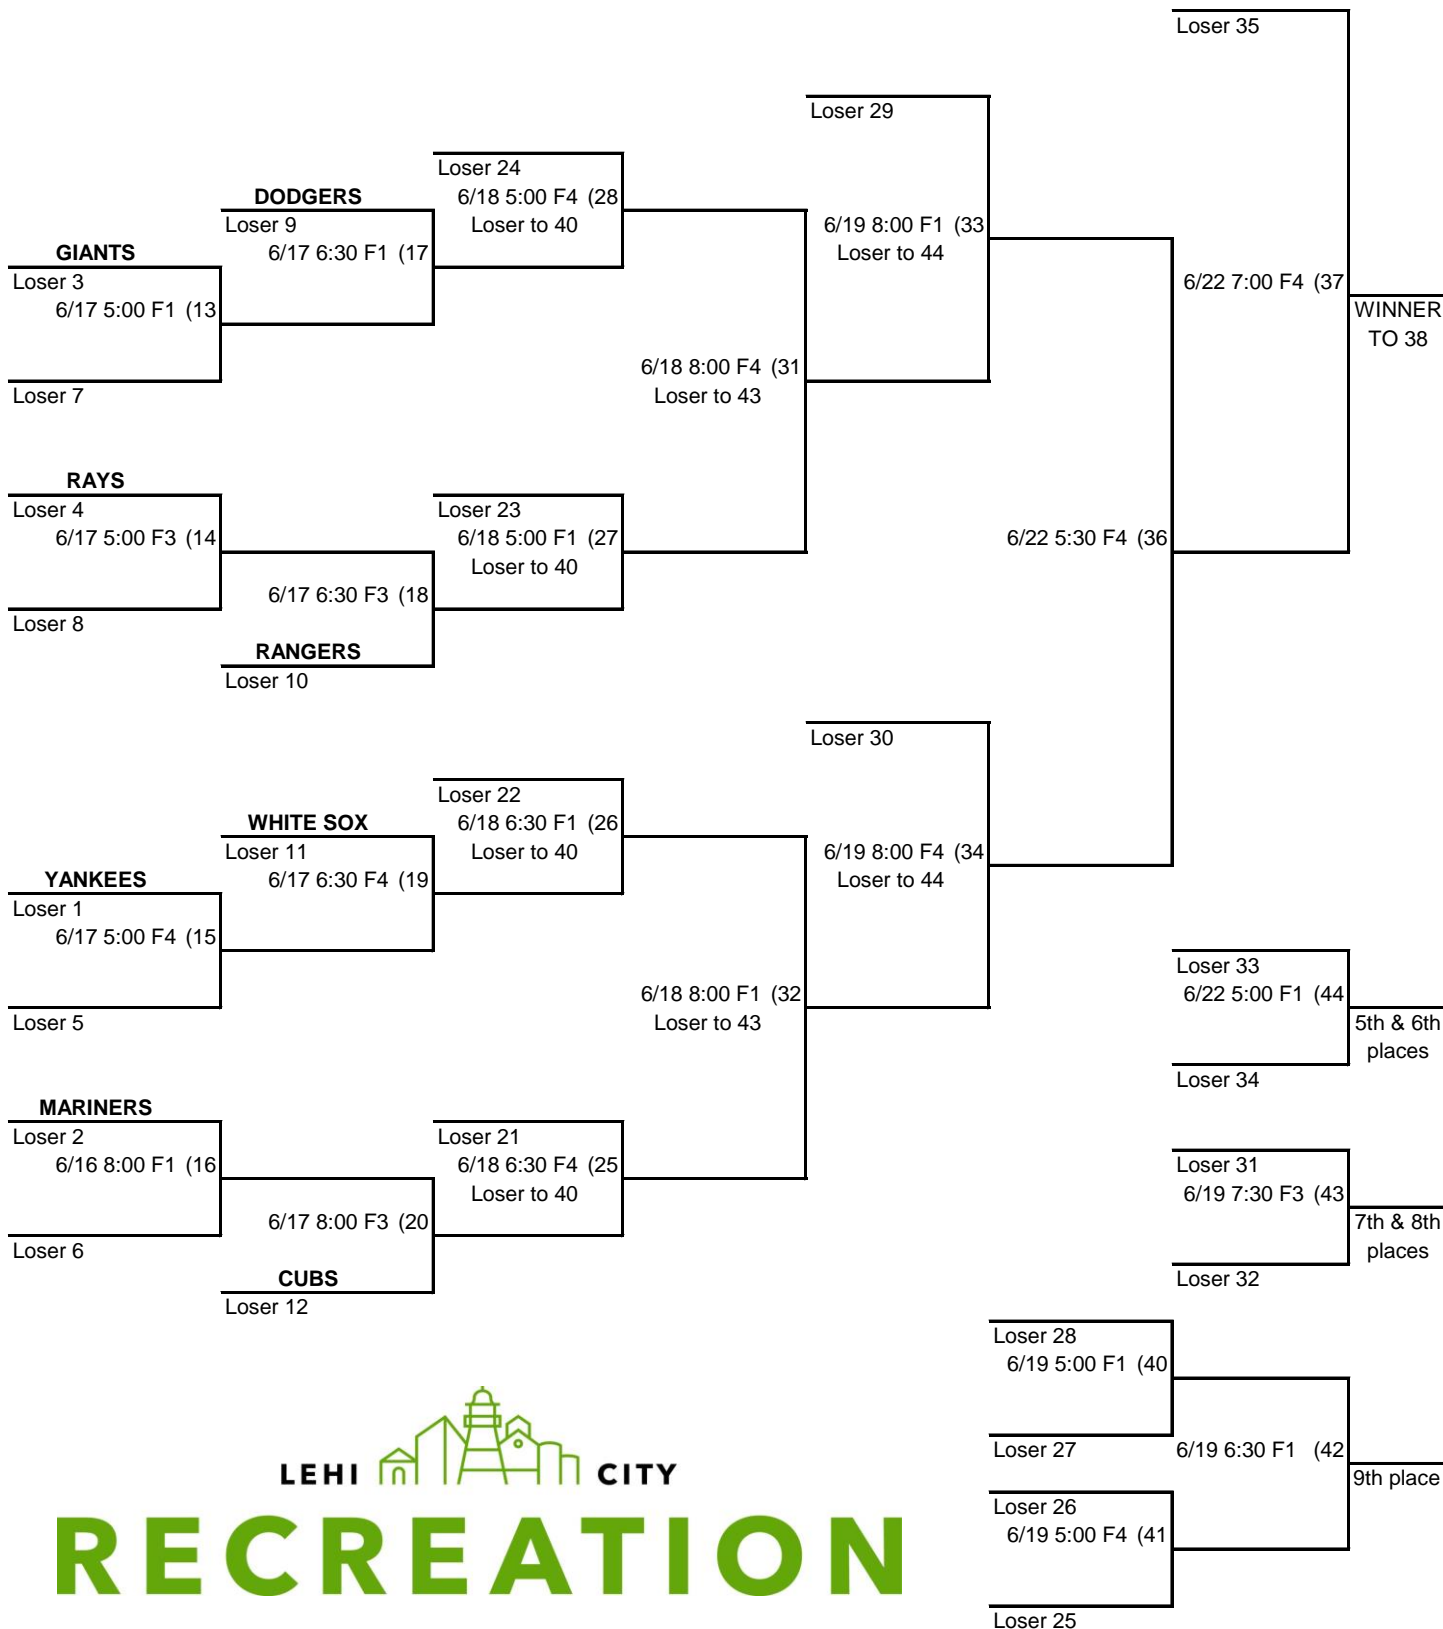 Loser 35
Loser 29
Loser 24
DODGERS
6/18 5:00 F4 (28
Loser 9
Loser to 40
6/19 8:00 F1 (33
GIANTS
6/17 6:30 F1 (17
Loser to 44
Loser 3
6/22 7:00 F4 (37
6/17 5:00 F1 (13
WINNER
TO 38
6/18 8:00 F4 (31
Loser 7
Loser to 43
RAYS
Loser 4
Loser 23
6/17 5:00 F3 (14
6/18 5:00 F1 (27
6/22 5:30 F4 (36
Loser to 40
6/17 6:30 F3 (18
Loser 8
RANGERS
Loser 10
Loser 30
Loser 22
WHITE SOX
6/18 6:30 F1 (26
Loser 11
Loser to 40
6/19 8:00 F4 (34
YANKEES
6/17 6:30 F4 (19
Loser to 44
Loser 1
6/17 5:00 F4 (15
Loser 33
6/18 8:00 F1 (32
6/22 5:00 F1 (44
Loser 5
Loser to 43
5th & 6th
places
Loser 34
MARINERS
Loser 2
Loser 21
6/16 8:00 F1 (16
6/18 6:30 F4 (25
Loser 31
Loser to 40
6/19 7:30 F3 (43
6/17 8:00 F3 (20
7th & 8th
Loser 6
places
CUBS
Loser 32
Loser 12
Loser 28
6/19 5:00 F1 (40
Loser 27
6/19 6:30 F1 (42
LEHI CITY
9th place
RECREATION
Loser 26
6/19 5:00 F4 (41
Loser 25